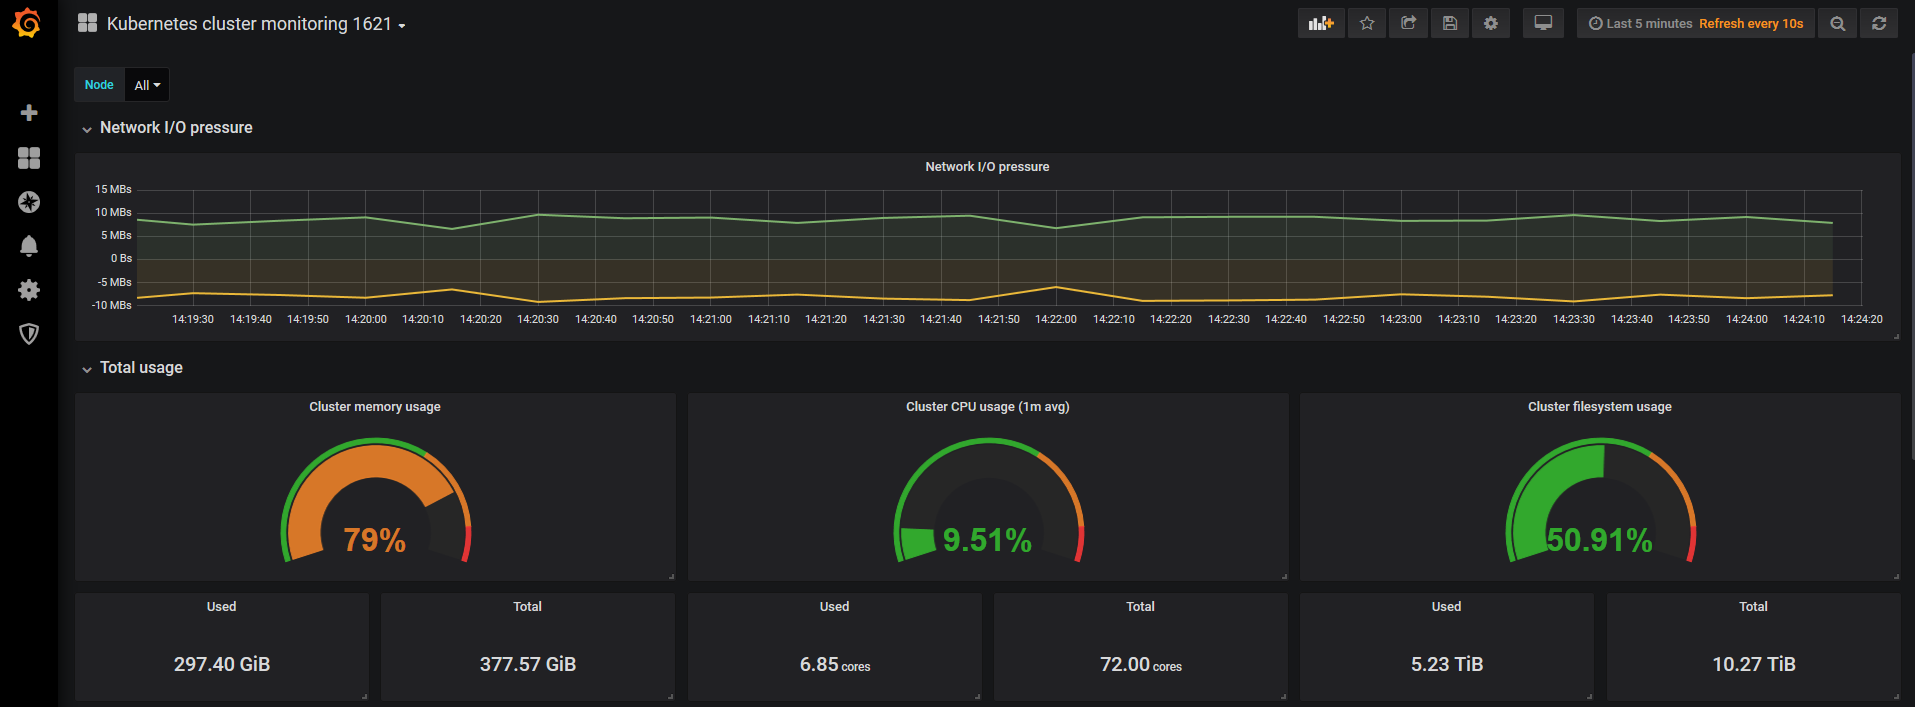 Kubernetes cluster monitoring 1621
Last 5 minutes Refresh every 10s
Node All
Network I/O pressure
Network I/O pressure
15 MBs
10 MBs
5 MBs
0 Bs
-5 MBs
-10 MBs
14:19:30 14:19:40 14:19:50 14:20:00 14:20:10 14:20:20 14:20:30 14:20:40 14:20:50 14:21:00 14:21:10 14:21:20 14:21:30 14:21:40 14:21:50 14:22:00 14:22:10 14:22:20 14:22:30 14:22:40 14:22:50 14:23:00 14:23:10 14:23:20 14:23:30 14:23:40 14:23:50 14:24:00 14:24:10 14:24:20
Total usage
Cluster memory usage
79%
Cluster CPU usage (1m avg)
9.51%
Cluster filesystem usage
50.91%
Used
297.40 GiB
Total
377.57 GiB
Used
6.85 cores
Total
72.00 cores
Used
5.23 TiB
Total
10.27 TiB